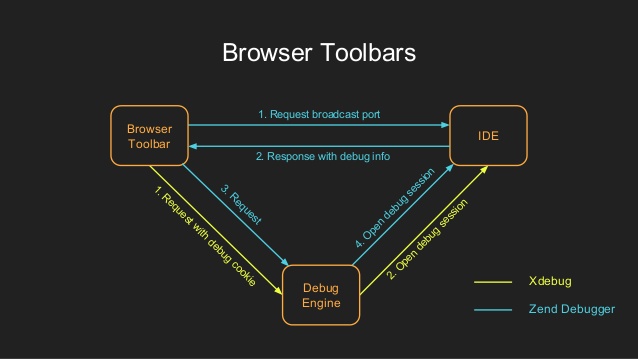 Browser Toolbars
1. Request broadcast port
Browser
Toolbar
IDE
2. Response with debug info
1. Request with debug cookie
3. Request
4. Open debug session
2. Open debug session
Debug
Engine
Xdebug
Zend Debugger